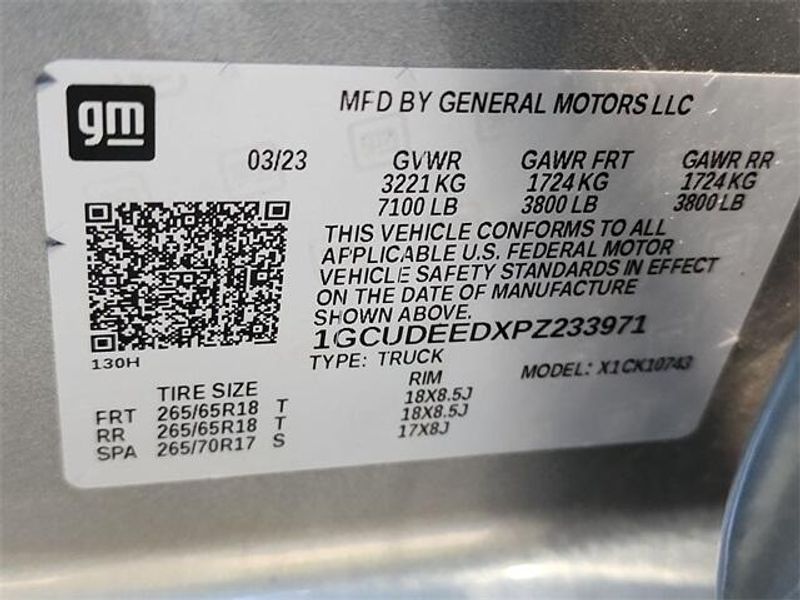 gm
MFD BY GENERAL MOTORS LLC
03/23 GVWR GAWR FRT GAWR RR
3221 KG 1724 KG 1724 KG
7100 LB 3800 LB 3800 LB
THIS VEHICLE CONFORMS TO ALL
APPLICABLE U.S. FEDERAL MOTOR
VEHICLE SAFETY STANDARDS IN EFFECT
ON THE DATE OF MANUFACTURE
SHOWN ABOVE.
1GCUDEEDXPZ233971
130H
TYPE: TRUCK MODEL: X1CK10743
TIRE SIZE RIM
FRT 265/65R18 T 18X8.5J
RR 265/65R18 T 18X8.5J
SPA 265/70R17 S 17X8J